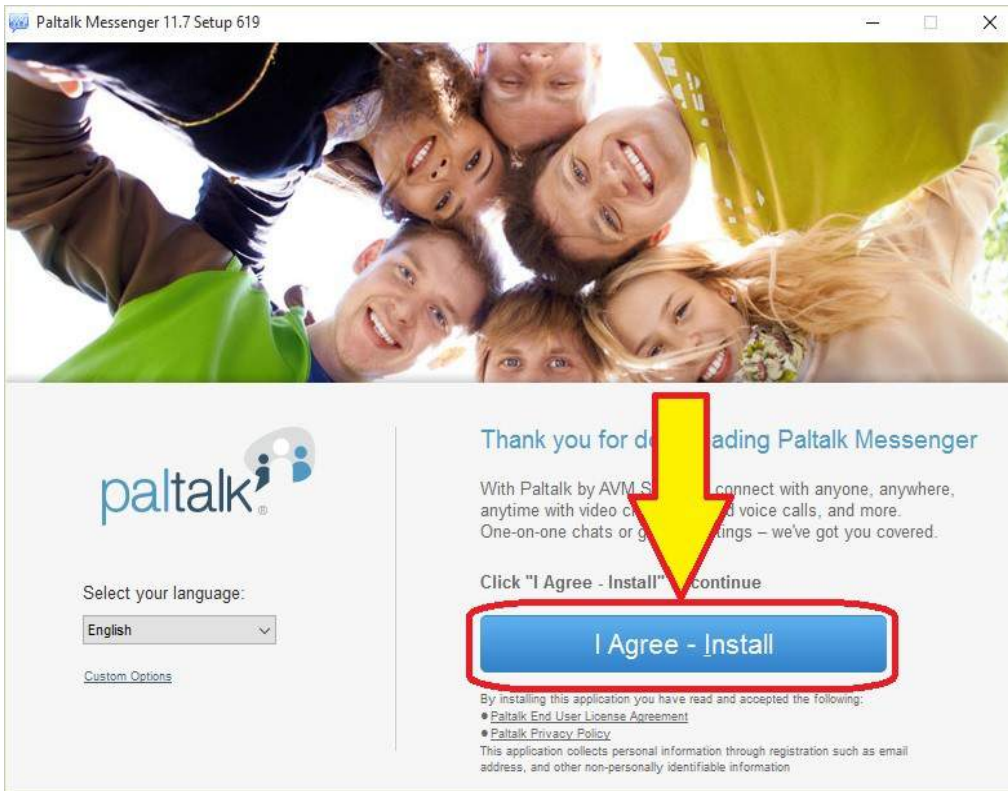 Paltalk Messenger 11.7 Setup 619
paltalk
Select your language:
English
Custom Options
Thank you for ading Paltalk Messenger
With Paltalk by AVM S connect with anyone, anywhere,
anytime with video c d voice calls, and more.
One-on-one chats or g tings – we've got you covered.
Click "I Agree - Install" continue
I Agree - Install
By installing this application you have read and accepted the following:
● Paltalk End User License Agreement
● Paltalk Privacy Policy
This application collects personal information through registration such as email
address, and other non-personally identifiable information